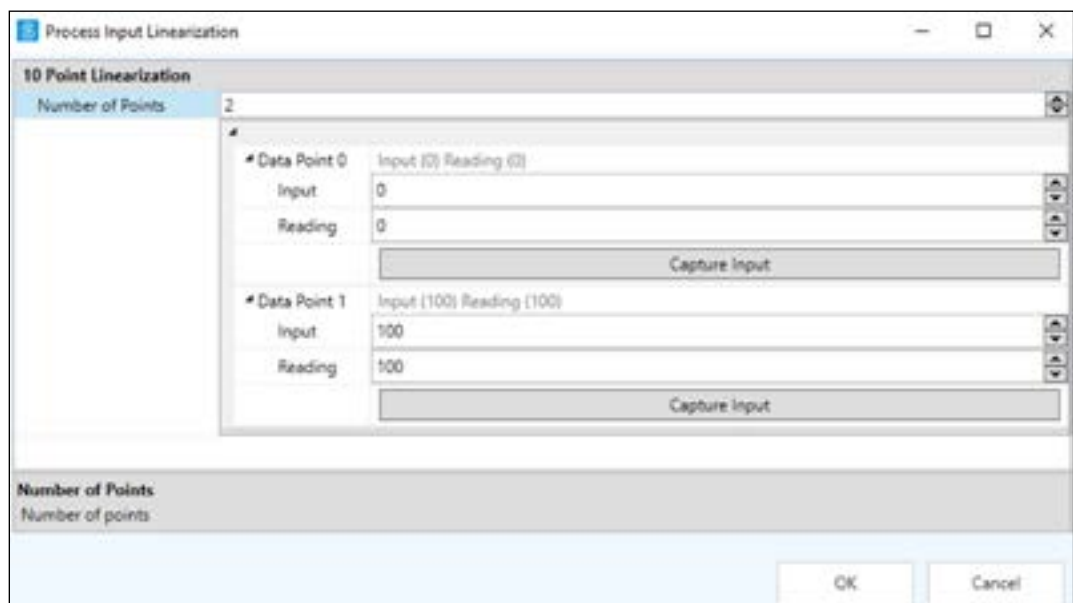 Process Input Linearization
10 Point Linearization
Number of Points 2
Data Point 0 Input (0) Reading (0)
Input 0
Reading 0
Capture Input
Data Point 1 Input (100) Reading (100)
Input 100
Reading 100
Capture Input
Number of Points
Number of points
OK Cancel